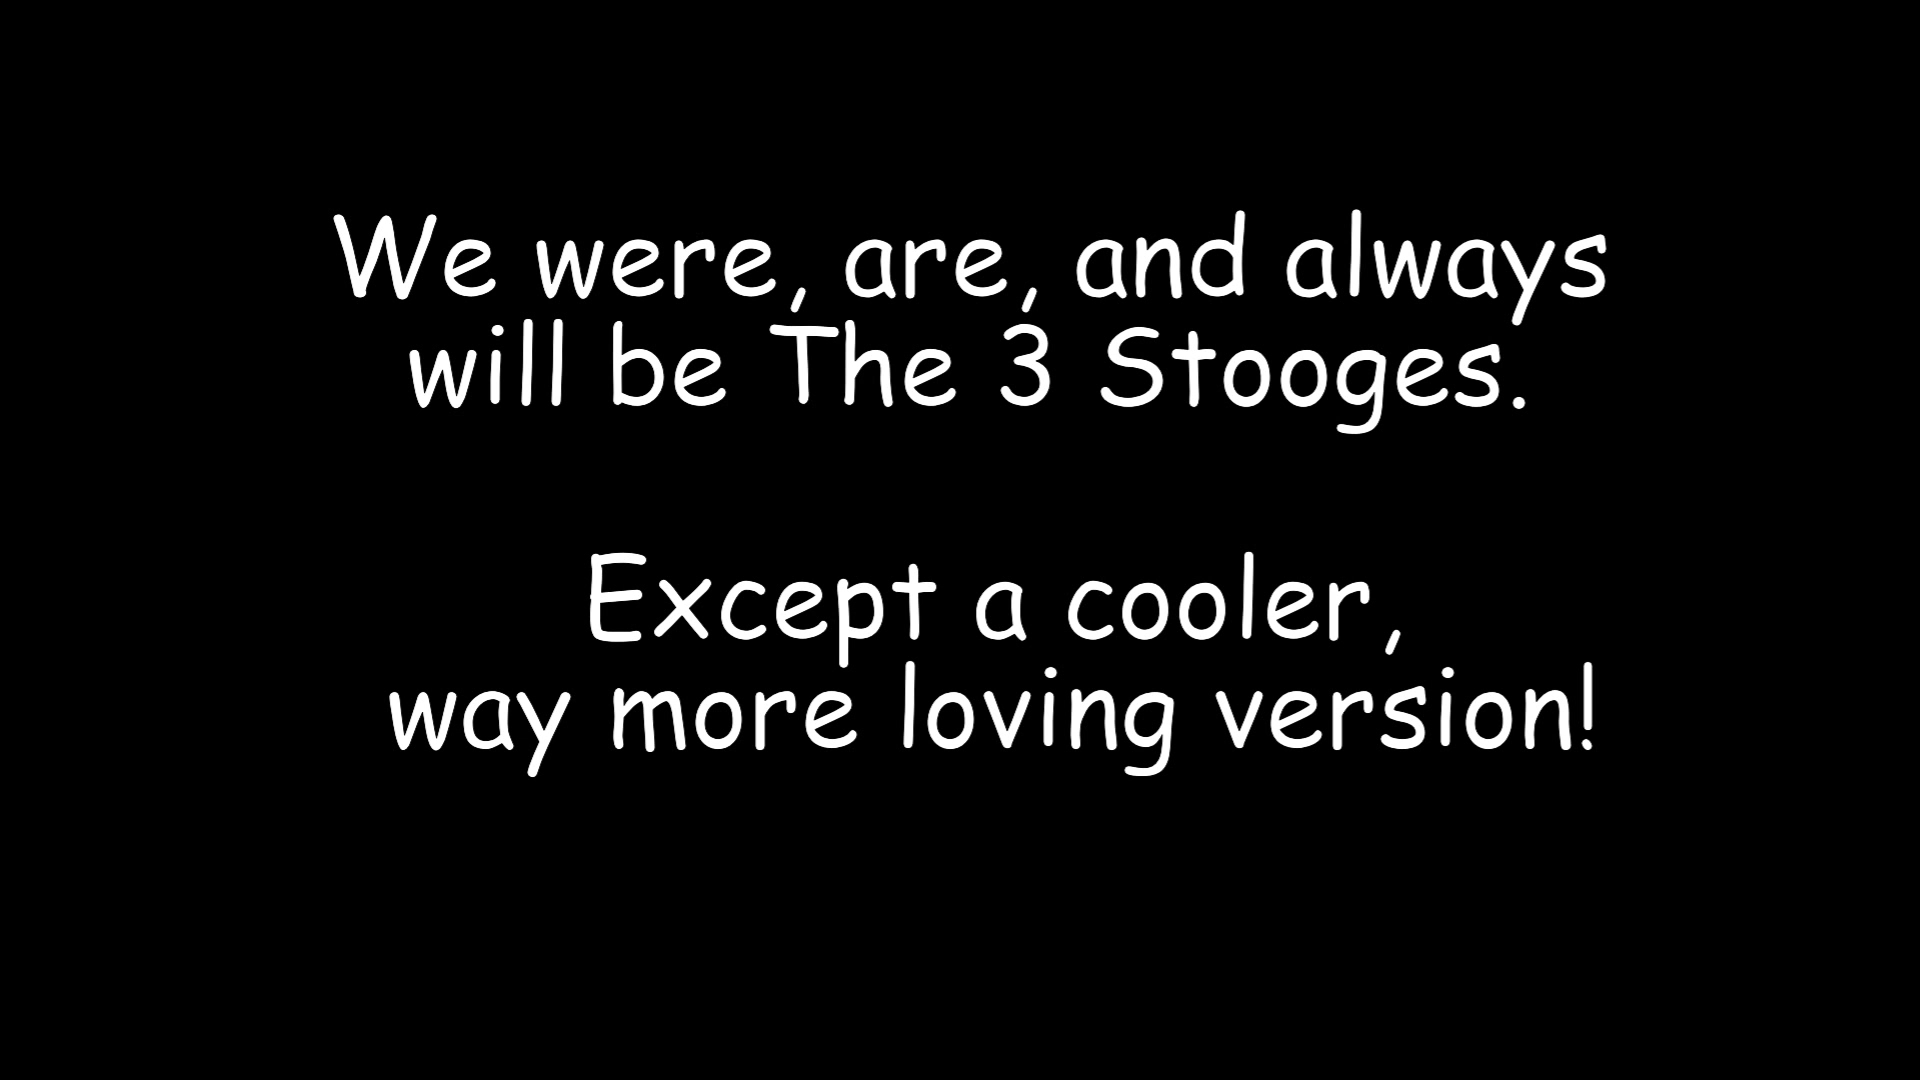 We were, are, and always
will be The 3 Stooges.
Except a cooler,
way more loving version!